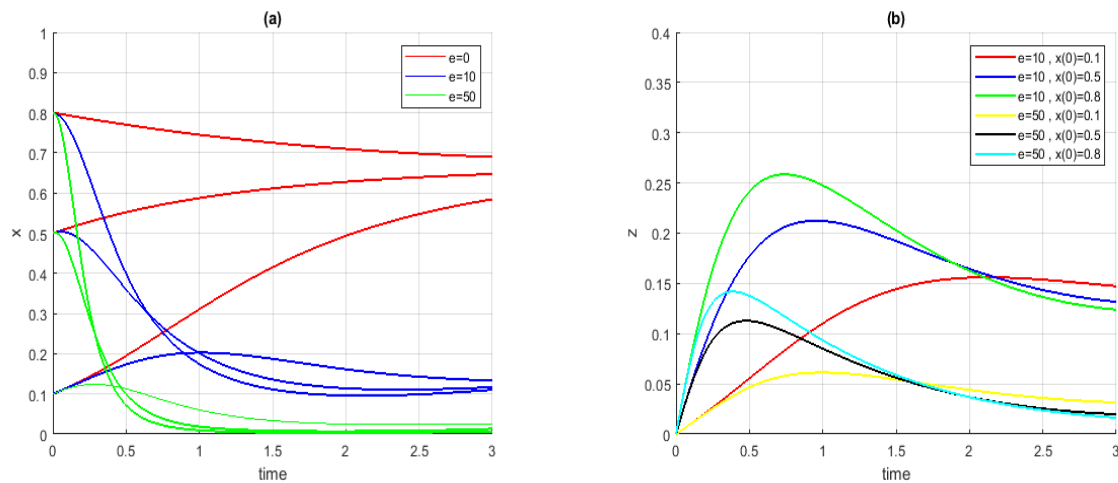 (a)
1
0.9
0.8
0.7
0.6
0.5
0.4
0.3
0.2
0.1
0
x
0
0.5
1
1.5
2
2.5
3
time
e=0
e=10
e=50
(b)
0.4
0.35
0.3
0.25
0.2
0.15
0.1
0.05
0
z
0
0.5
1
1.5
2
2.5
3
time
e=10 , x(0)=0.1
e=10 , x(0)=0.5
e=10 , x(0)=0.8
e=50 , x(0)=0.1
e=50 , x(0)=0.5
e=50 , x(0)=0.8